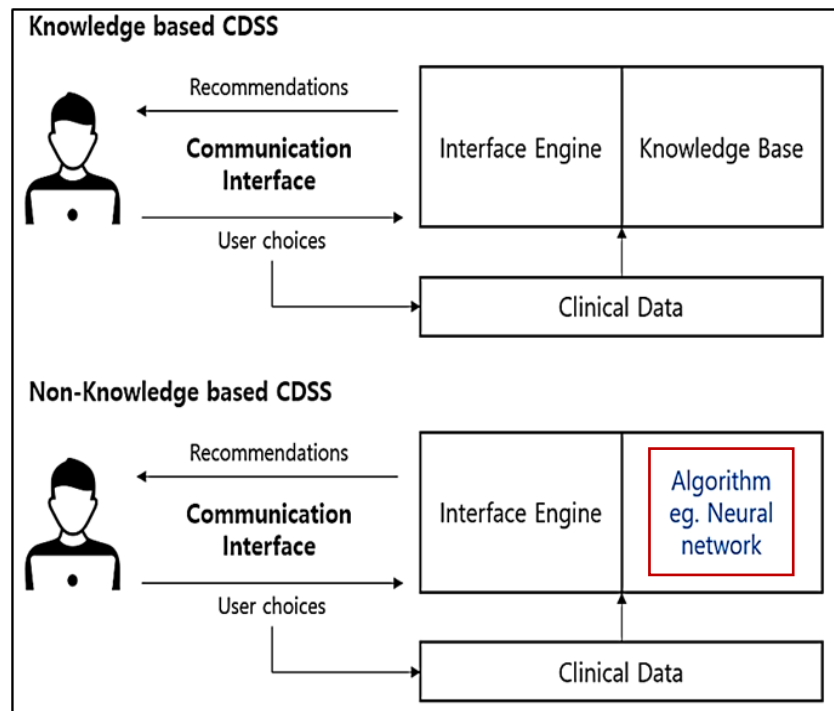 Knowledge based CDSS
Recommendations
Communication
Interface
User choices
Interface Engine
Knowledge Base
Clinical Data
Non-Knowledge based CDSS
Recommendations
Communication
Interface
User choices
Interface Engine
Algorithm
eg. Neural
network
Clinical Data